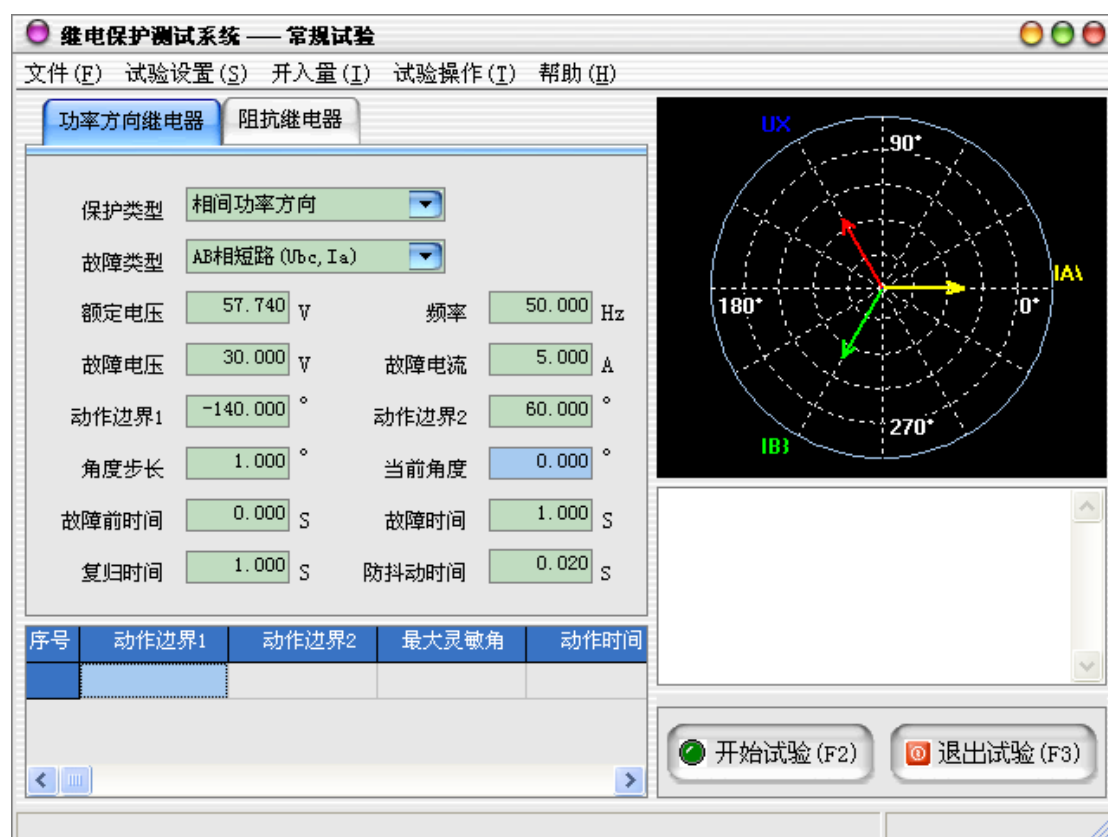 继电保护测试系统 — 常规试验
文件(F) 试验设置(S) 开入量(I) 试验操作(T) 帮助(H)
功率方向继电器 阻抗继电器
保护类型 相间功率方向
故障类型 AB相短路(Ubc,Ia)
额定电压 57.740 V 频率 50.000 Hz
故障电压 30.000 V 故障电流 5.000 A
动作边界1 -140.000 ° 动作边界2 60.000 °
角度步长 1.000 ° 当前角度 0.000 °
故障前时间 0.000 S 故障时间 1.000 S
复归时间 1.000 S 防抖动时间 0.020 S
序号 动作边界1 动作边界2 最大灵敏角 动作时间
UX
90°
180°
0°
270°
开始试验(F2) 退出试验(F3)